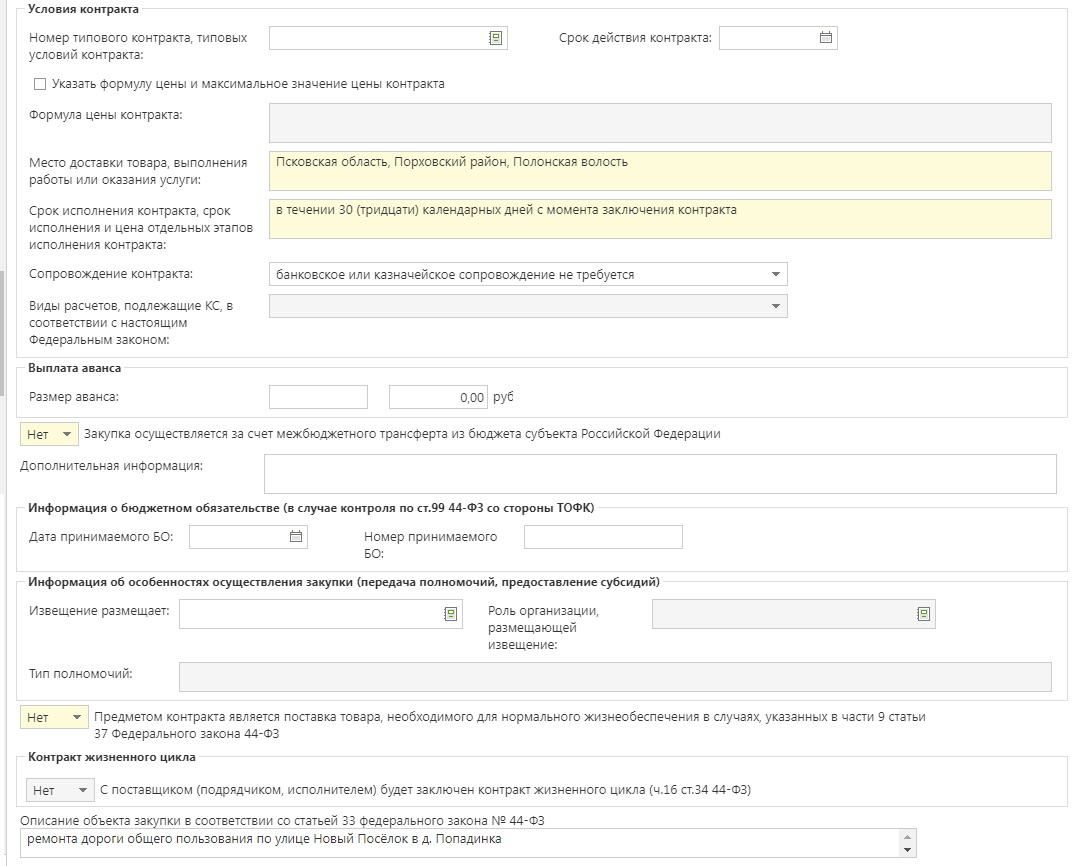 Условия контракта
Номер типового контракта, типовых условий контракта:
Срок действия контракта:
Указать формулу цены и максимальное значение цены контракта
Формула цены контракта:
Место доставки товара, выполнения работы или оказания услуги:
Псковская область, Порховский район, Полонская волость
Срок исполнения контракта, срок исполнения и цена отдельных этапов исполнения контракта:
в течении 30 (тридцати) календарных дней с момента заключения контракта
Сопровождение контракта:
банковское или казначейское сопровождение не требуется
Виды расчетов, подлежащие КС, в соответствии с настоящим Федеральным законом:
Выплата аванса
Размер аванса:
0,00 руб
Нет Закупка осуществляется за счет межбюджетного трансферта из бюджета субъекта Российской Федерации
Дополнительная информация:
Информация о бюджетном обязательстве (в случае контроля по ст.99 44-ФЗ со стороны ТОФК)
Дата принимаемого БО:
Номер принимаемого БО:
Информация об особенностях осуществления закупки (передача полномочий, предоставление субсидий)
Извещение размещает:
Роль организации, размещающей извещение:
Тип полномочий:
Нет Предметом контракта является поставка товара, необходимого для нормального жизнеобеспечения в случаях, указанных в части 9 статьи
37 Федерального закона 44-ФЗ
Контракт жизненного цикла
Нет С поставщиком (подрядчиком, исполнителем) будет заключен контракт жизненного цикла (ч.16 ст.34 44-ФЗ)
Описание объекта закупки в соответствии со статьей 33 федерального закона № 44-ФЗ
ремонта дороги общего пользования по улице Новый Посёлок в д. Попадинка